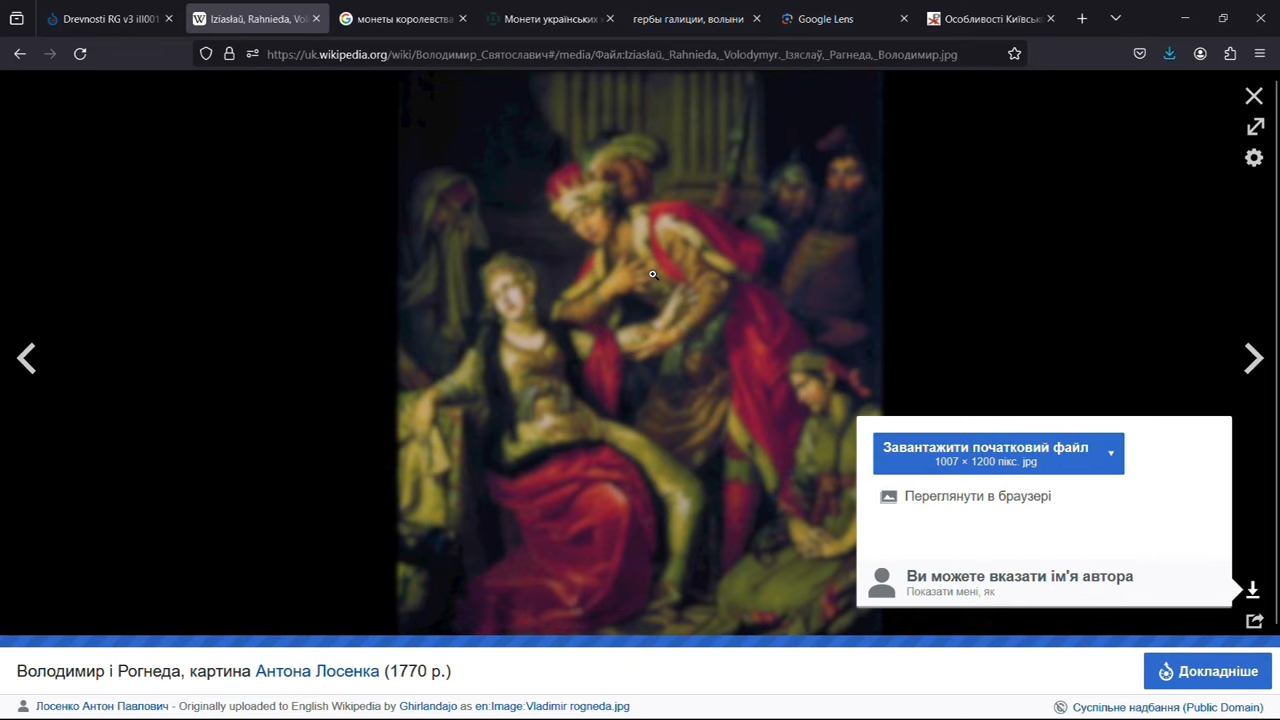 Drevnosti RG v3 ill001
Iziasłaŭ, Rahnieda, Vol
монеты королевства
Монети українських
гербы галиции, волыни
Google Lens
Особливості Київськ
https://uk.wikipedia.org/wiki/Володимир_Святославич#/media/Файл:Iziasłaŭ,_Rahnieda,_Volodymyr._Ізяслаў,_Рагнеда,_Володимир.jpg
Завантажити початковий файл
1007 × 1200 пікс. jpg
Переглянути в браузері
Ви можете вказати ім'я автора
Показати мені, як
Володимир і Рогнеда, картина Антона Лосенка (1770 р.)
Докладніше
Лосенко Антон Павлович - Originally uploaded to English Wikipedia by Ghirlandajo as en:Image:Vladimir rogneda.jpg
Суспільне надбання (Public Domain)